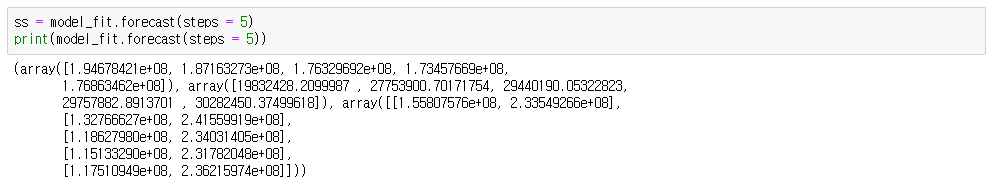 ss = model_fit.forecast(steps = 5)
print(model_fit.forecast(steps = 5))
(array([1.94678421e+08, 1.87163273e+08, 1.76329692e+08, 1.73457669e+08,
1.76863462e+08]), array([19832428.2099987 , 27753900.70171754, 29440190.05322823,
29757882.8913701 , 30282450.37499618]), array([[1.55807576e+08, 2.33549266e+08],
[1.32766627e+08, 2.41559919e+08],
[1.18627980e+08, 2.34031405e+08],
[1.15133290e+08, 2.31782048e+08],
[1.17510949e+08, 2.36215974e+08]]))